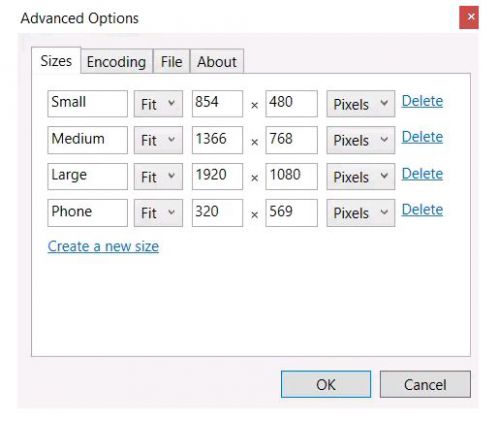 Advanced Options
Sizes Encoding File About
Small Fit 854 × 480 Pixels Delete
Medium Fit 1366 × 768 Pixels Delete
Large Fit 1920 × 1080 Pixels Delete
Phone Fit 320 × 569 Pixels Delete
Create a new size
OK Cancel